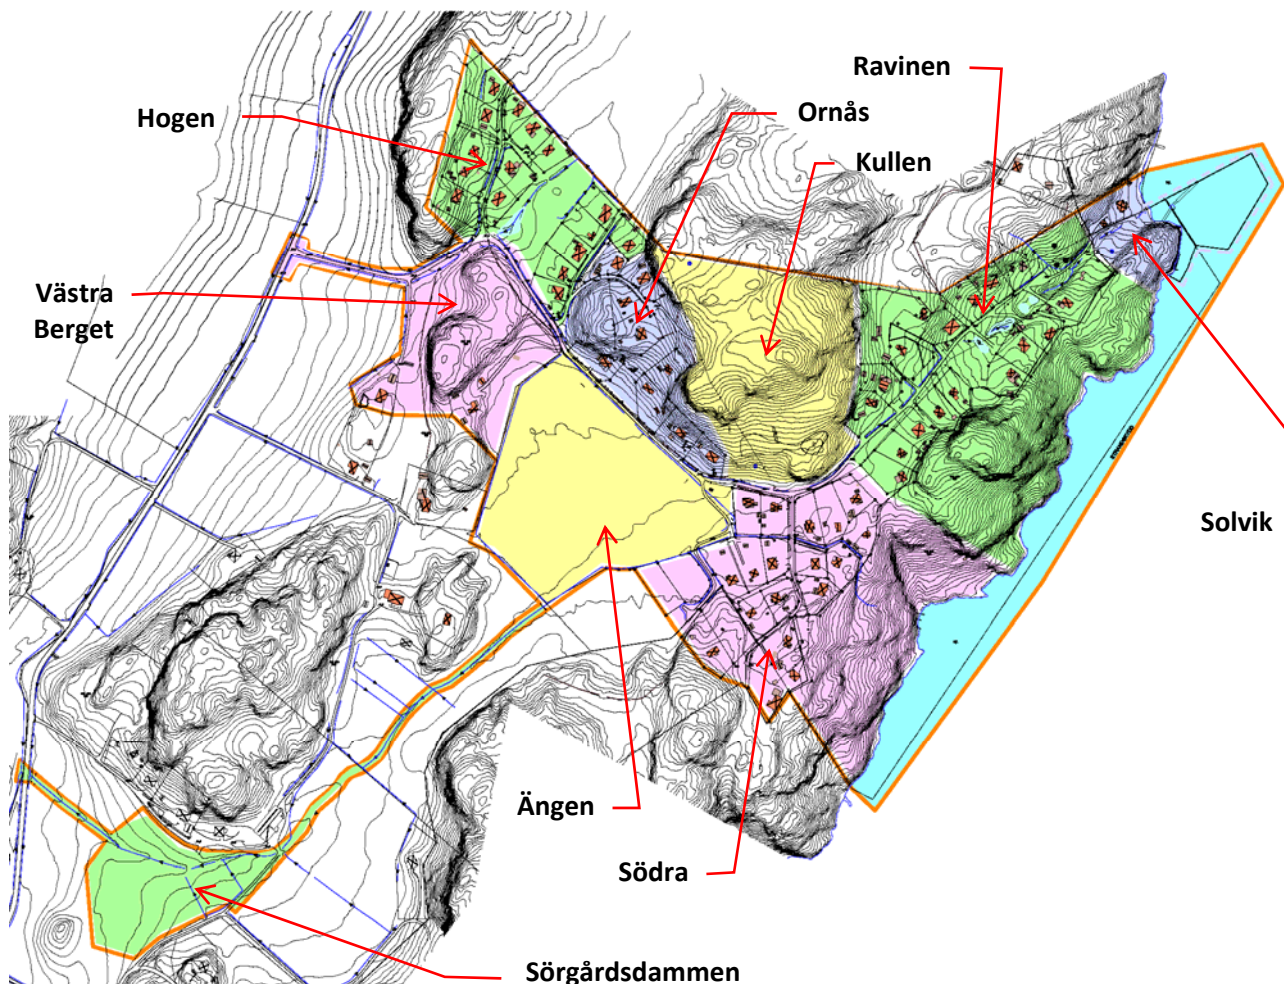 Ravinen
Hogen
Ornås
Kullen
Västra
Berget
Solvik
Ängen
Södra
Sörgårdsdammen